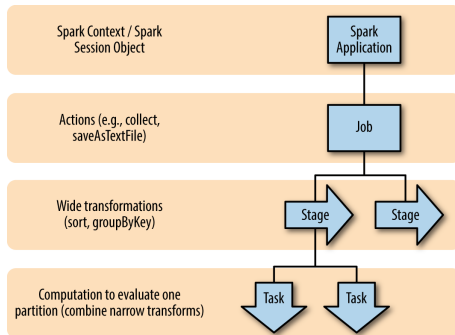 Spark Context / Spark
Session Object
Spark
Application
Actions (e.g., collect,
saveAsTextFile)
Job
Wide transformations
(sort, groupByKey)
Stage
Stage
Computation to evaluate one
partition (combine narrow transforms)
Task
Task